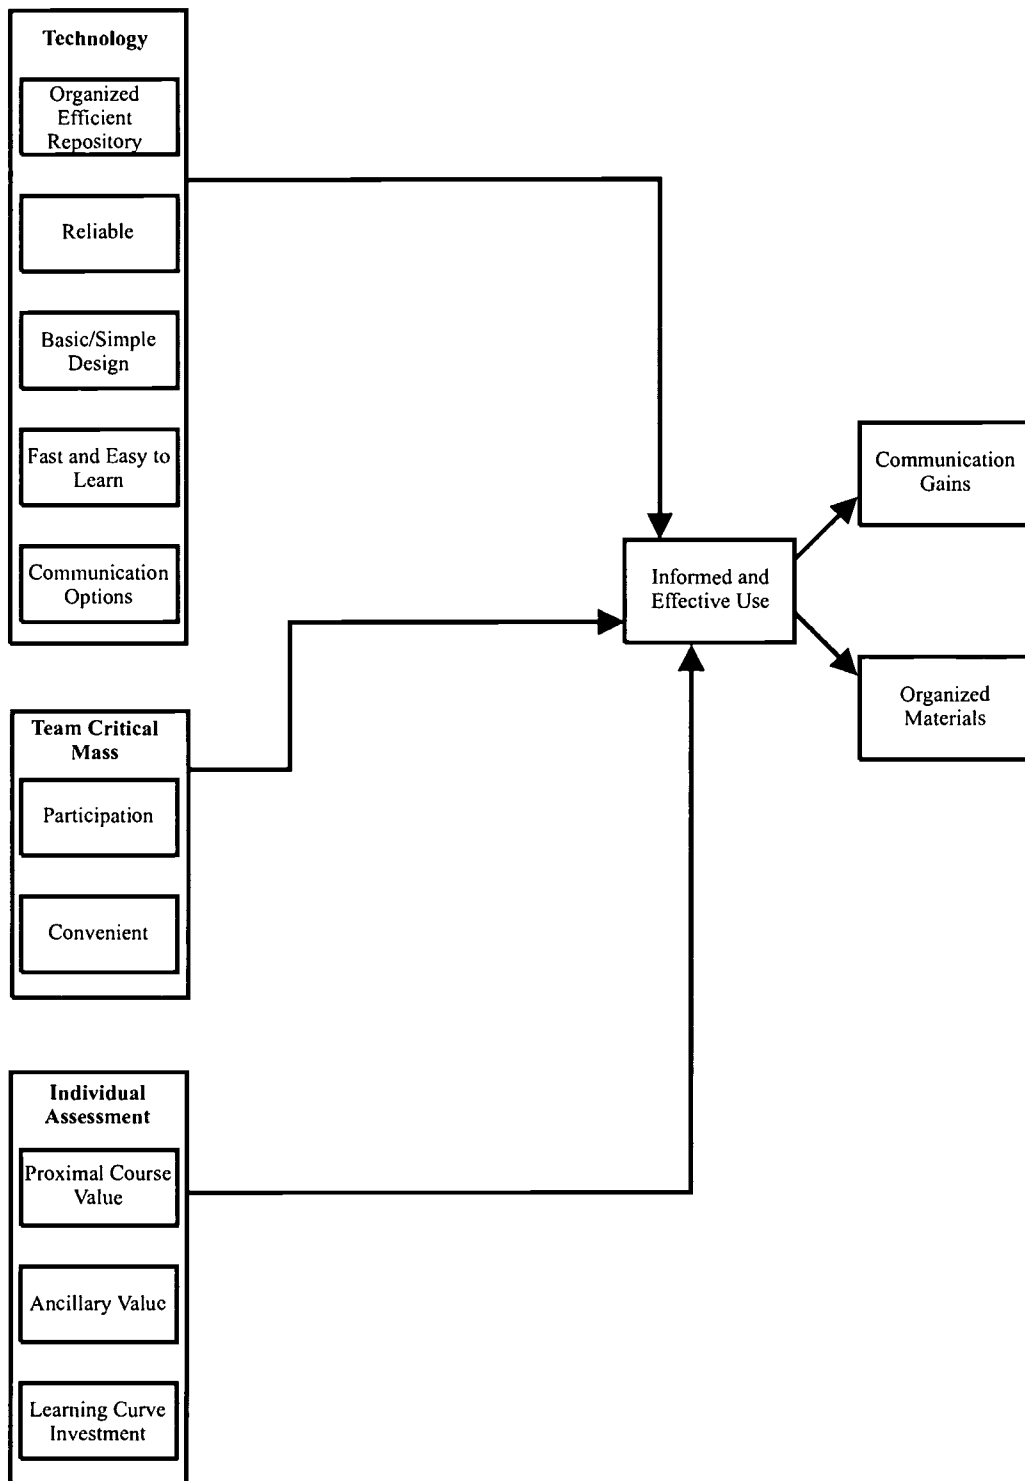 Technology
Organized
Efficient
Repository
Reliable
Basic/Simple
Design
Fast and Easy to
Learn
Communication
Options
Team Critical
Mass
Participation
Convenient
Individual
Assessment
Proximal Course
Value
Ancillary Value
Learning Curve
Investment
Informed and
Effective Use
Communication
Gains
Organized
Materials